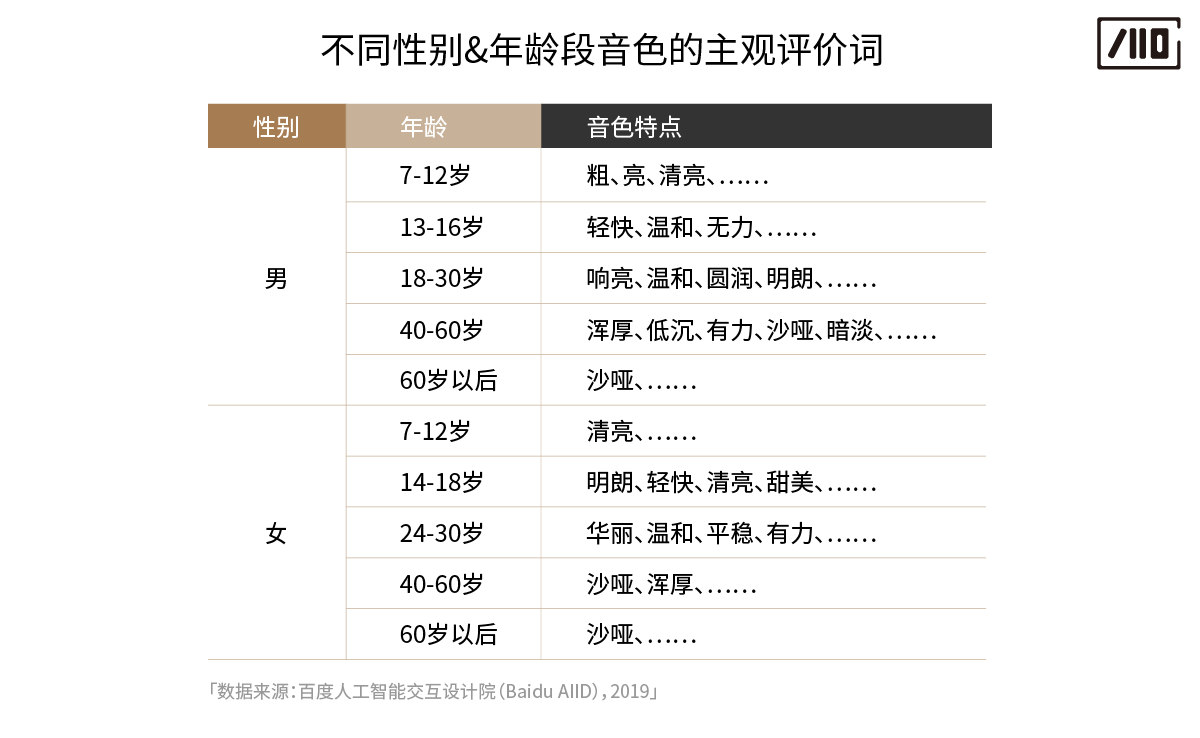 不同性别&年龄段音色的主观评价词
性别 年龄 音色特点
男
7-12岁 粗、亮、清亮、……
13-16岁 轻快、温和、无力、……
18-30岁 响亮、温和、圆润、明朗、……
40-60岁 浑厚、低沉、有力、沙哑、暗淡、……
60岁以后 沙哑、……
女
7-12岁 清亮、……
14-18岁 明朗、轻快、清亮、甜美、……
24-30岁 华丽、温和、平稳、有力、……
40-60岁 沙哑、浑厚、……
60岁以后 沙哑、……
「数据来源：百度人工智能交互设计院（Baidu AIID），2019」